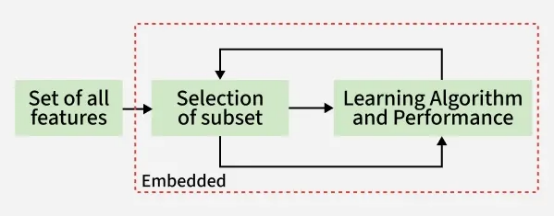 Set of all
features
Selection
of subset
Learning Algorithm
and Performance
Embedded